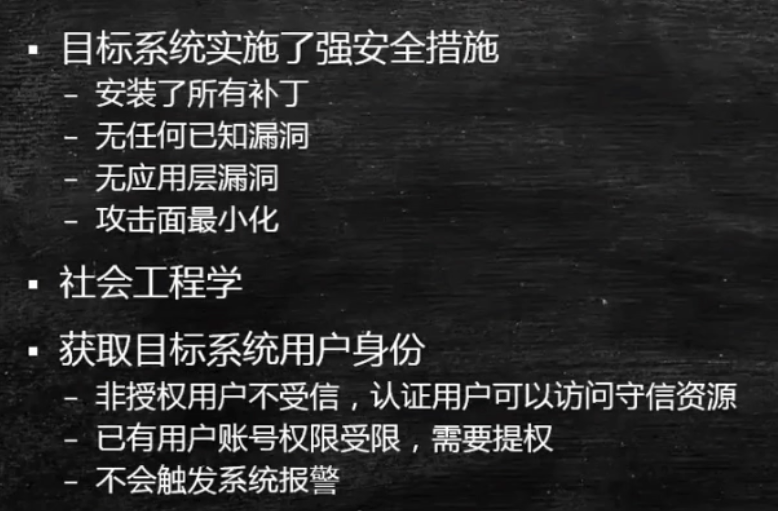 ▪ 目标系统实施了强安全措施
– 安装了所有补丁
– 无任何已知漏洞
– 无应用层漏洞
– 攻击面最小化
▪ 社会工程学
▪ 获取目标系统用户身份
– 非授权用户不受信，认证用户可以访问守信资源
– 已有用户账号权限受限，需要提权
– 不会触发系统报警